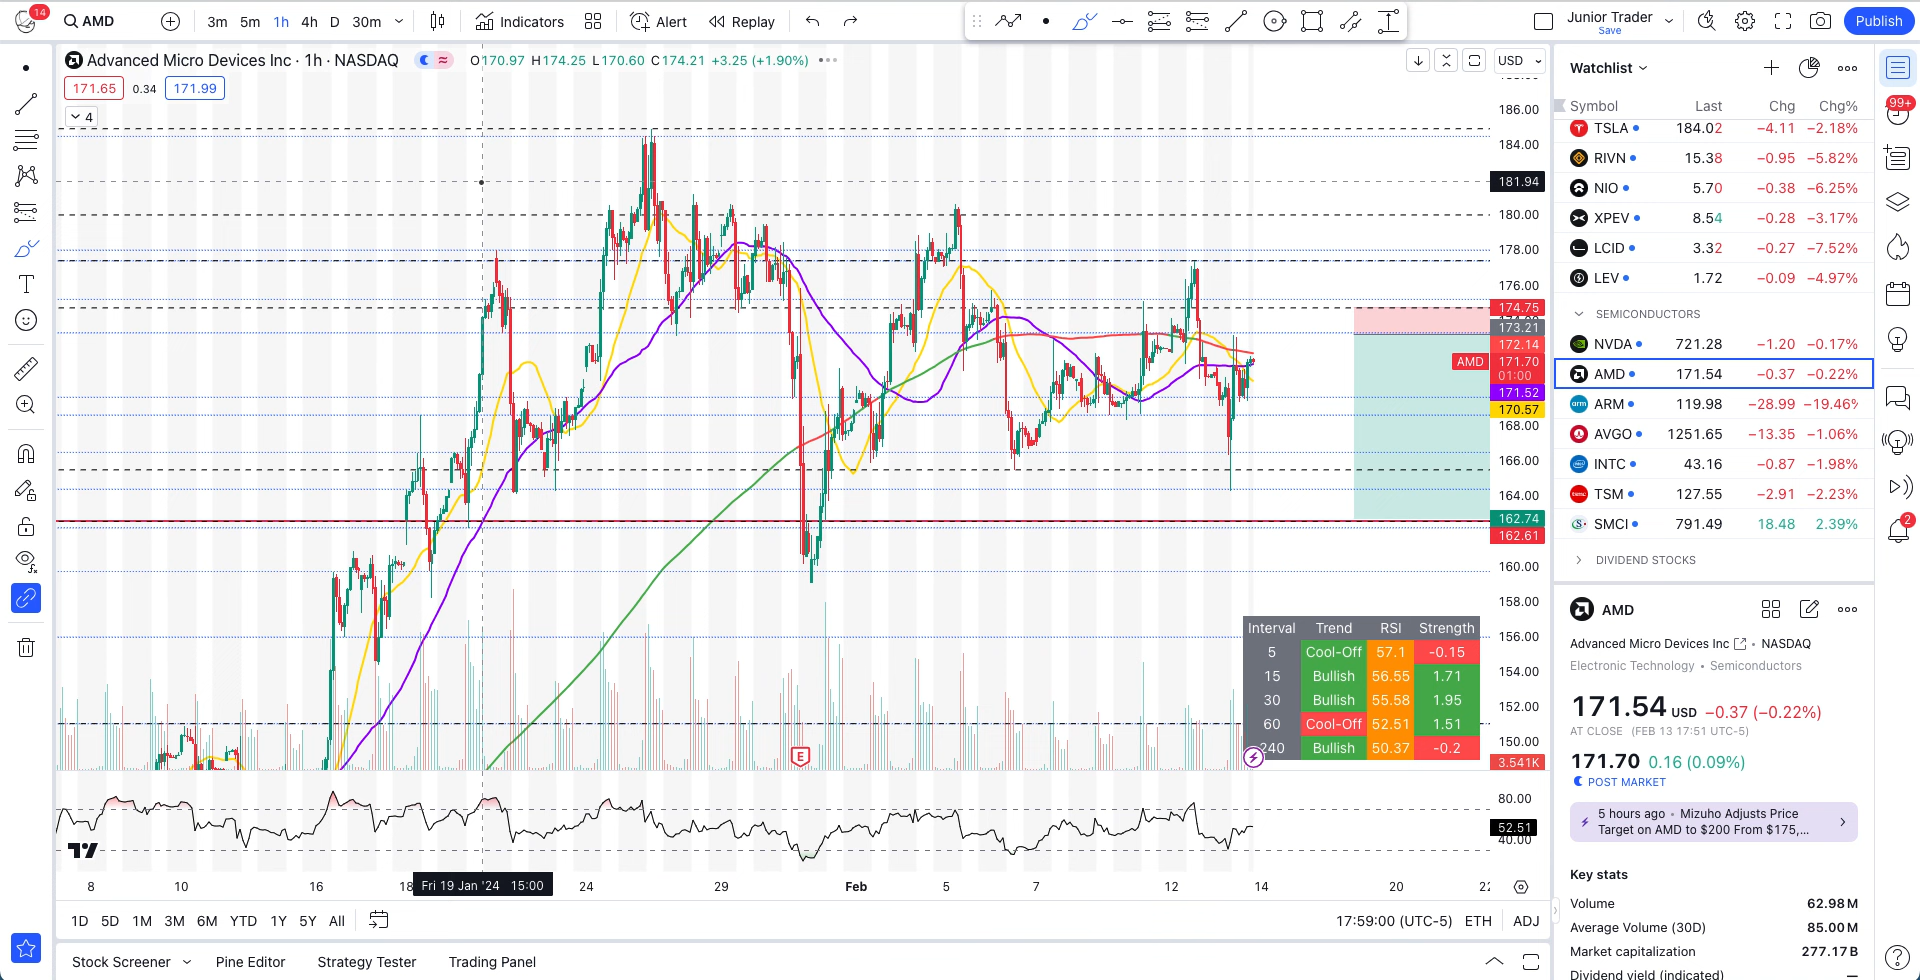 14
AMD
3m 5m 1h 4h D 30m
Indicators
Alert
Replay
Junior Trader
Save
Publish
Advanced Micro Devices Inc · 1h · NASDAQ
O170.97 H174.25 L170.60 C174.21 +3.25 (+1.90%)
171.65 0.34 171.99
4
USD
186.00
184.00
181.94
180.00
178.00
176.00
174.75
173.21
172.14
AMD 171.70
01:00
171.52
170.57
168.00
166.00
164.00
162.74
162.61
160.00
158.00
156.00
154.00
152.00
150.00
3.541K
80.00
52.51
40.00
Interval Trend RSI Strength
5 Cool-Off 57.1 -0.15
15 Bullish 56.55 1.71
30 Bullish 55.58 1.95
60 Cool-Off 52.51 1.51
240 Bullish 50.37 -0.2
E
8 10 16 18 Fri 19 Jan '24 15:00 24 29 Feb 5 7 12 14 20
1D 5D 1M 3M 6M YTD 1Y 5Y All
17:59:00 (UTC-5) ETH ADJ
Stock Screener Pine Editor Strategy Tester Trading Panel
Watchlist
Symbol Last Chg Chg%
TSLA 184.02 −4.11 −2.18%
RIVN 15.38 −0.95 −5.82%
NIO 5.70 −0.38 −6.25%
XPEV 8.54 −0.28 −3.17%
LCID 3.32 −0.27 −7.52%
LEV 1.72 −0.09 −4.97%
SEMICONDUCTORS
NVDA 721.28 −1.20 −0.17%
AMD 171.54 −0.37 −0.22%
arm ARM 119.98 −28.99 −19.46%
AVGO 1251.65 −13.35 −1.06%
INTC 43.16 −0.87 −1.98%
TSM 127.55 −2.91 −2.23%
SMCI 791.49 18.48 2.39%
DIVIDEND STOCKS
AMD
Advanced Micro Devices Inc • NASDAQ
Electronic Technology • Semiconductors
171.54 USD −0.37 (−0.22%)
AT CLOSE (FEB 13 17:51 UTC-5)
171.70 0.16 (0.09%)
POST MARKET
5 hours ago • Mizuho Adjusts Price
Target on AMD to $200 From $175,...
Key stats
Volume 62.98M
Average Volume (30D) 85.00M
Market capitalization 277.17B
Dividend yield (indicated) —
99+
2